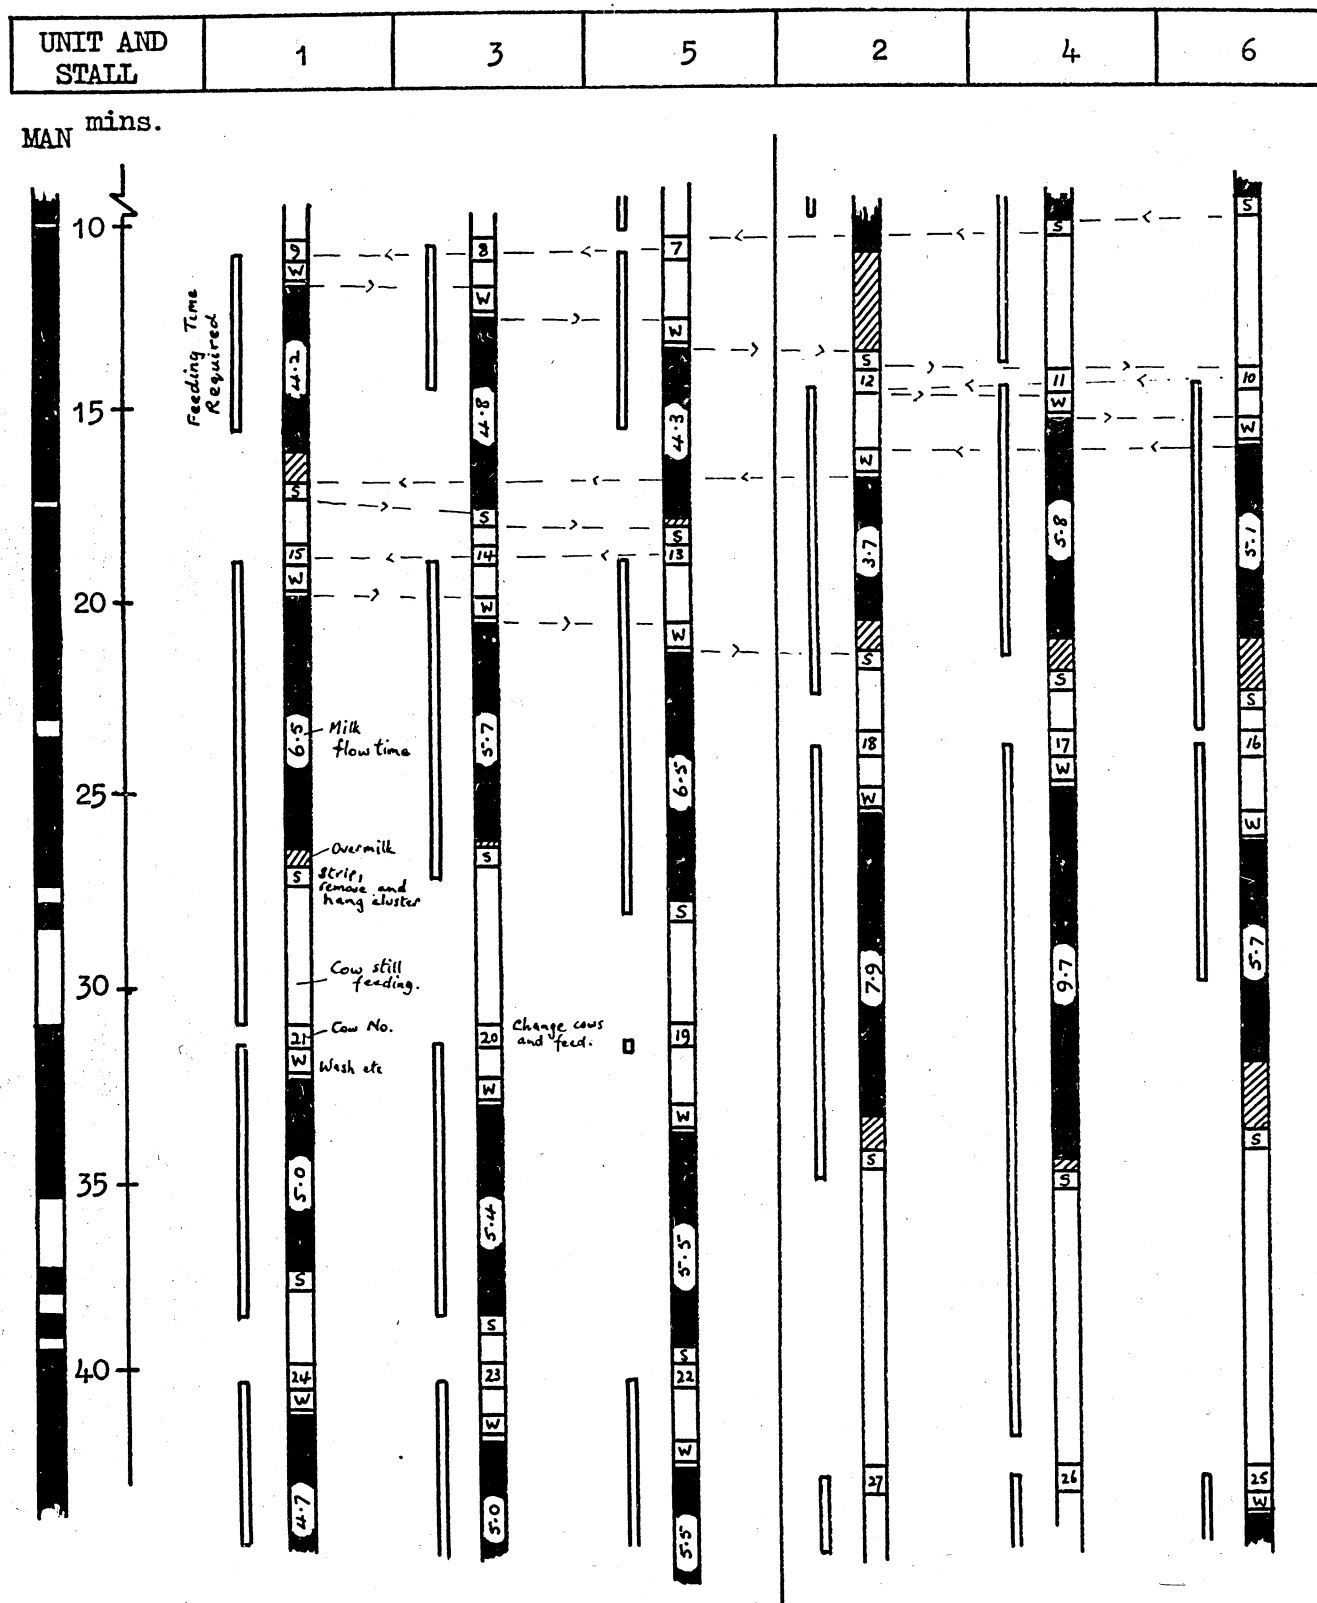 UNIT AND STALL 1 3 5 2 4 6
MAN mins.
S
10 S
9 8 7
W
W W
S
Feeding Time Required
4.2 12 11 10
15 4.8 4.3 W W
W
S
S S
15 14 13 3.7 5.8 5.1
W
20 W W
S S S
6.5 Milk flow time 5.7 18 17 16
W
25 6.5 W W
Overmilk
S Strip, remove and hang cluster S
S
Cow still feeding. 7.9 9.7 5.7
30
21 Cow No. 20 Change cows and feed. 19
W Wash etc W W
S S
35 5.0 5.4 S
5.5
S
S S
40 24 23 22
W W W
27 26 25
4.7 5.0 5.5 W